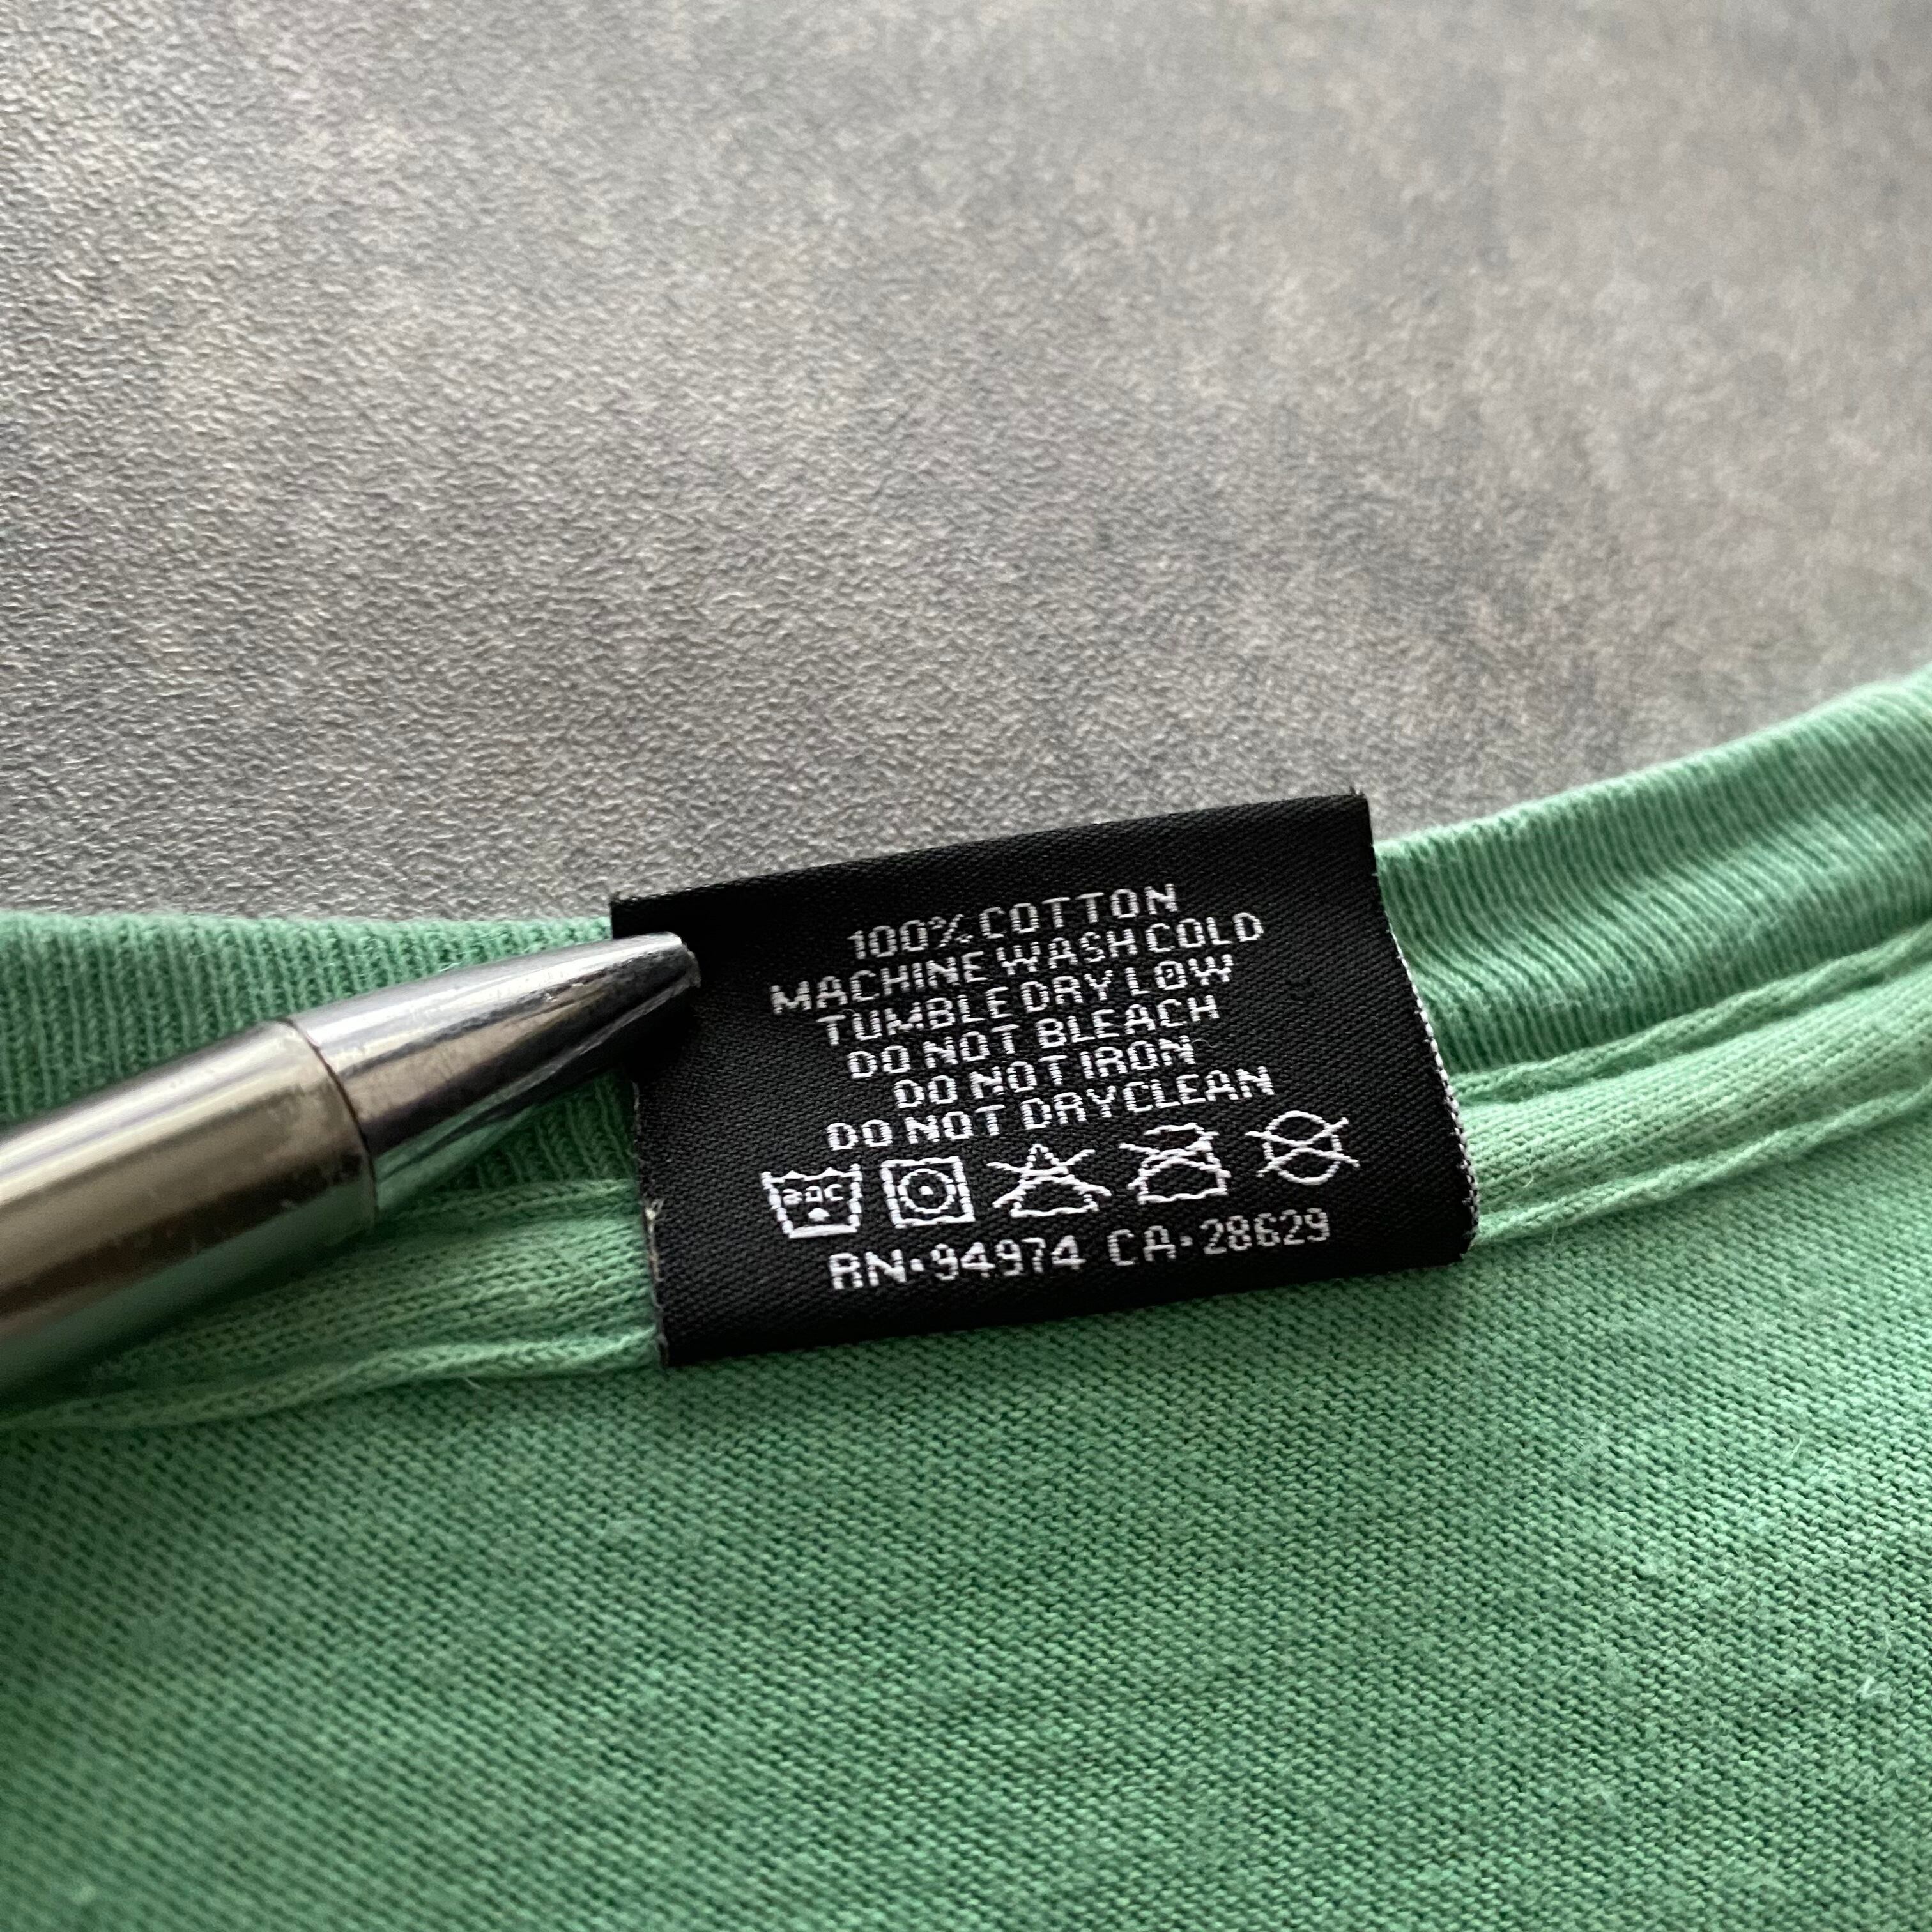 100% COTTON
MACHINE WASH COLD
TUMBLE DRY LOW
DO NOT BLEACH
DO NOT IRON
DO NOT DRYCLEAN
30°C
RN•94974 CA•28629